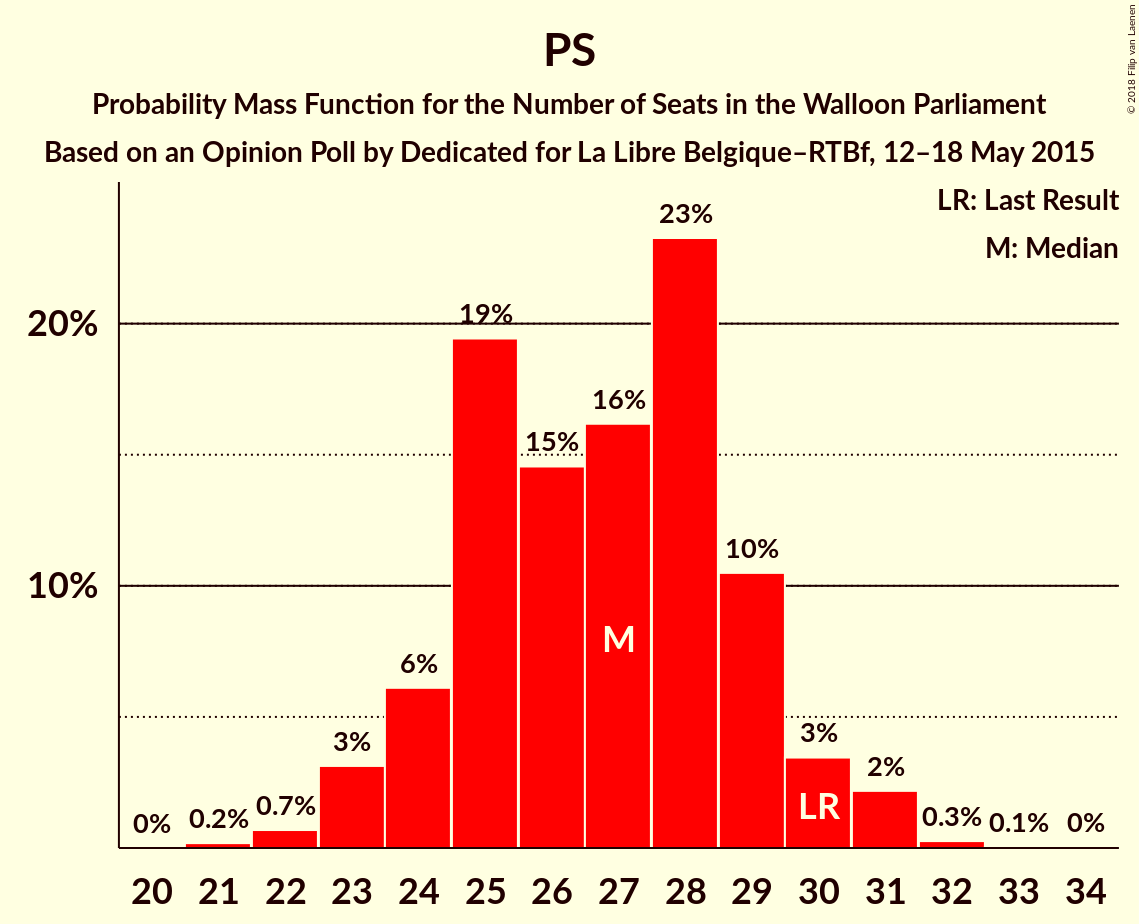 PS
Probability Mass Function for the Number of Seats in the Walloon Parliament
Based on an Opinion Poll by Dedicated for La Libre Belgique–RTBf, 12–18 May 2015
© 2018 Filip van Laenen
LR: Last Result
M: Median
20%
10%
0%
0.2%
0.7%
3%
6%
19%
15%
16%
23%
10%
3%
2%
0.3%
0.1%
0%
M
LR
20 21 22 23 24 25 26 27 28 29 30 31 32 33 34